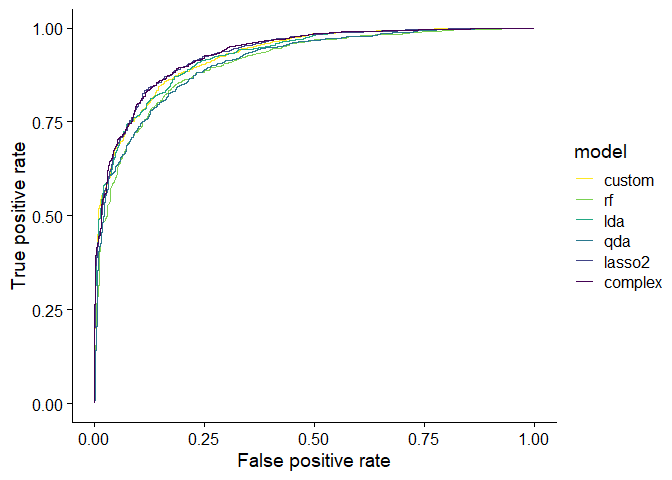 1.00
0.75
0.50
0.25
0.00
True positive rate
0.00 0.25 0.50 0.75 1.00
False positive rate
model
custom
rf
lda
qda
lasso2
complex